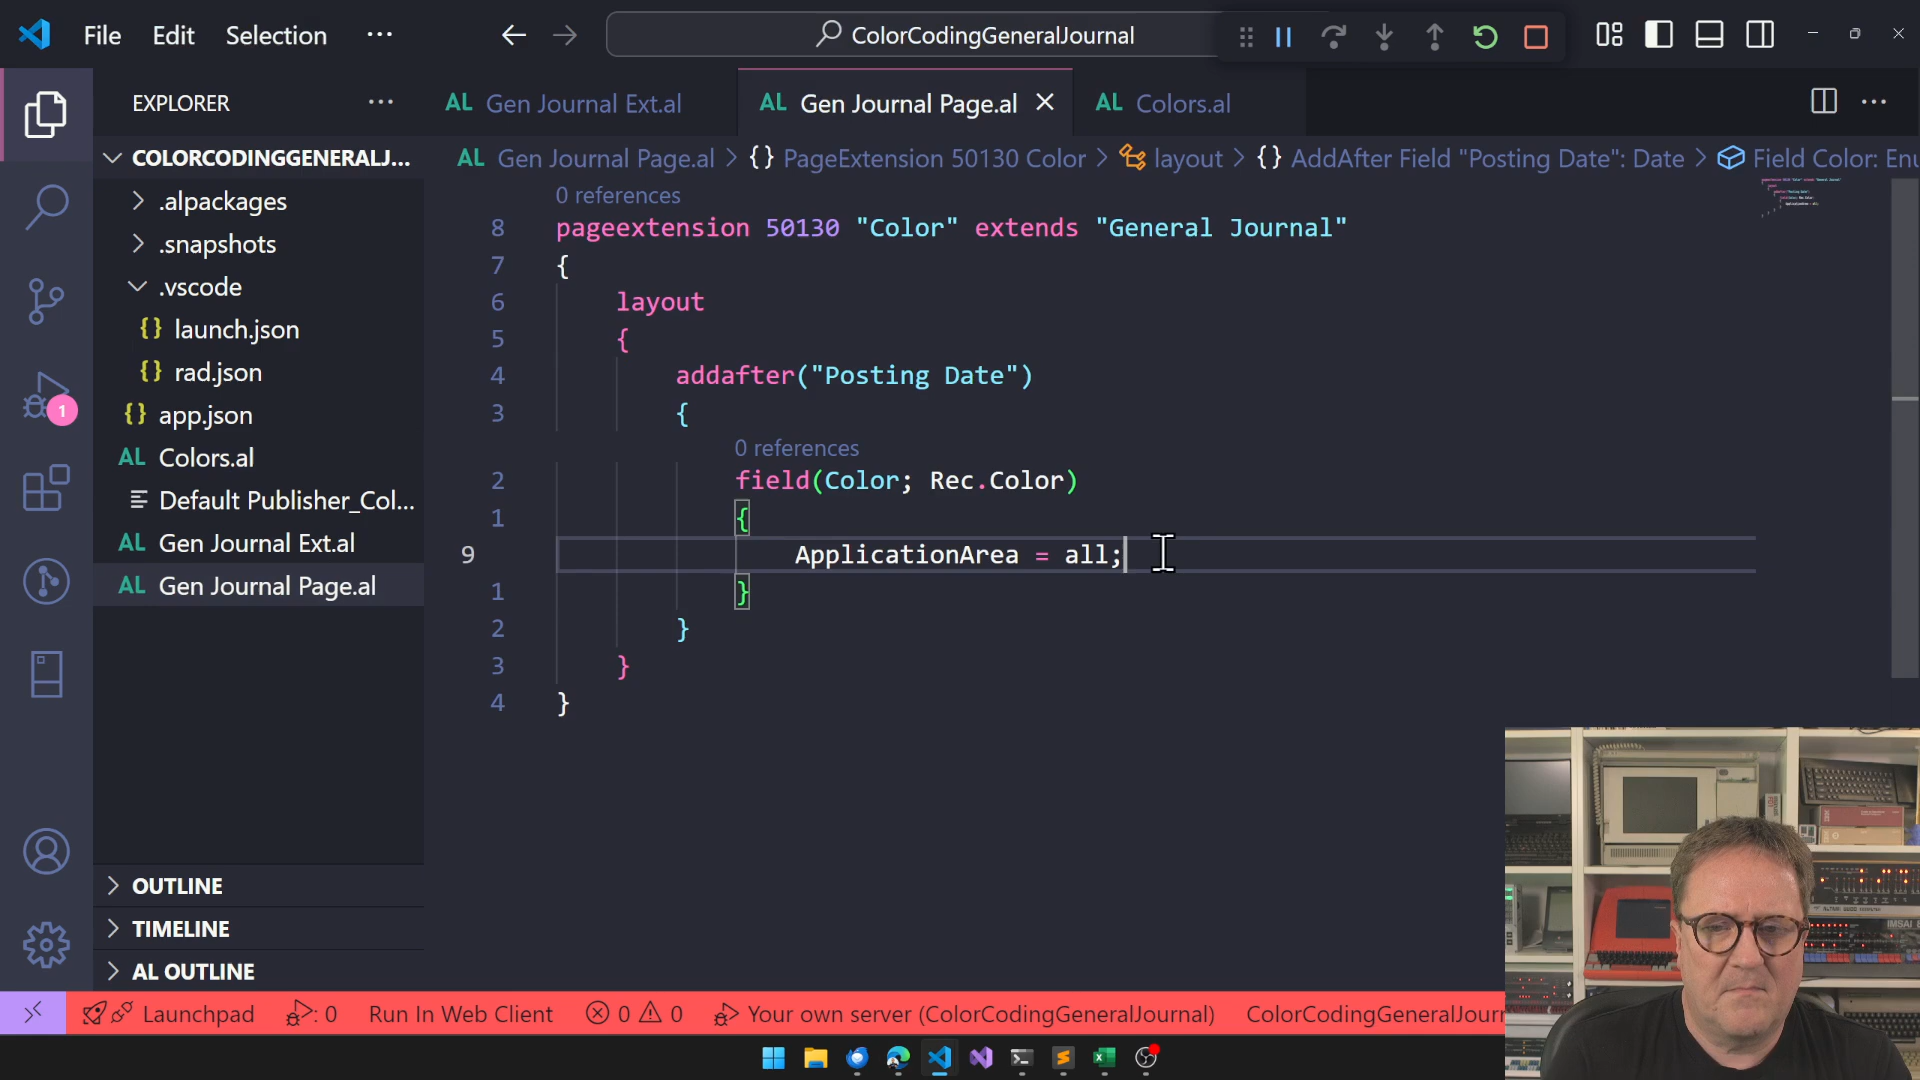 File Edit Selection ··· ColorCodingGeneralJournal
EXPLORER ···
AL Gen Journal Ext.al AL Gen Journal Page.al AL Colors.al ···
COLORCODINGGENERALJ...
AL Gen Journal Page.al > {} PageExtension 50130 Color > layout > {} AddAfter Field "Posting Date": Date > Field Color: Enu
.alpackages
.snapshots
.vscode
{} launch.json
{} rad.json
{} app.json
AL Colors.al
Default Publisher_Col...
AL Gen Journal Ext.al
AL Gen Journal Page.al
1
OUTLINE
TIMELINE
AL OUTLINE
0 references
8 pageextension 50130 "Color" extends "General Journal"
7 {
6 layout
5 {
4 addafter("Posting Date")
3 {
0 references
2 field(Color; Rec.Color)
1 {
9 ApplicationArea = all;
1 }
2 }
3 }
4 }
Launchpad : 0 Run In Web Client 0 0 Your own server (ColorCodingGeneralJournal) ColorCodingGeneralJourr
IMSAI